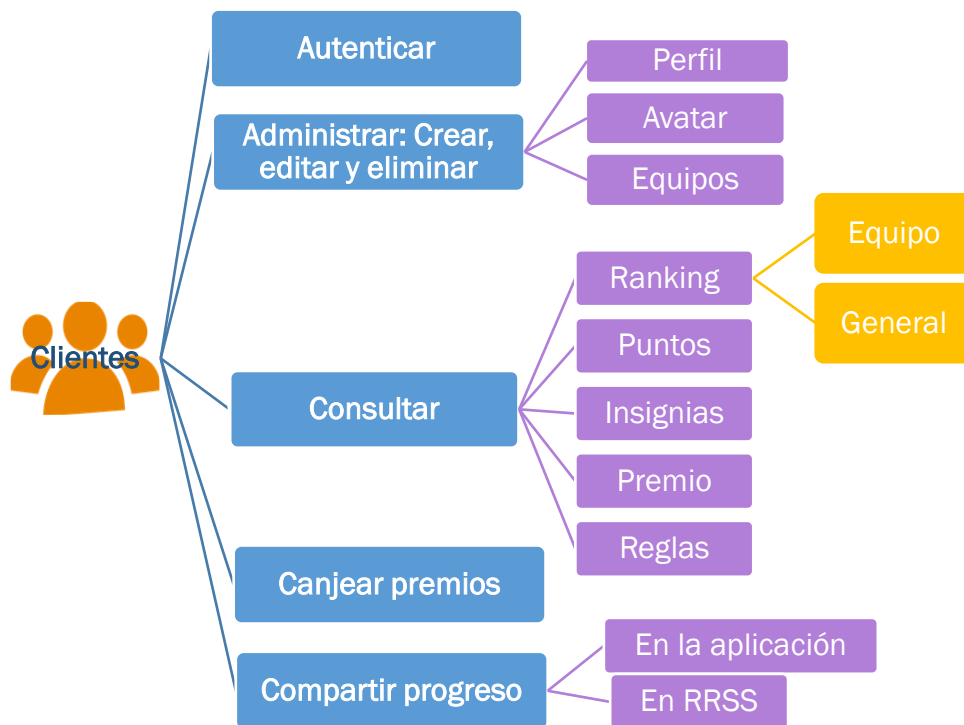 Autenticar
Perfil
Avatar
Equipos
Administrar: Crear,
editar y eliminar
Equipo
General
Ranking
Puntos
Insignias
Premio
Reglas
Clientes
Consultar
Canjear premios
Compartir progreso
En la aplicación
En RRSS